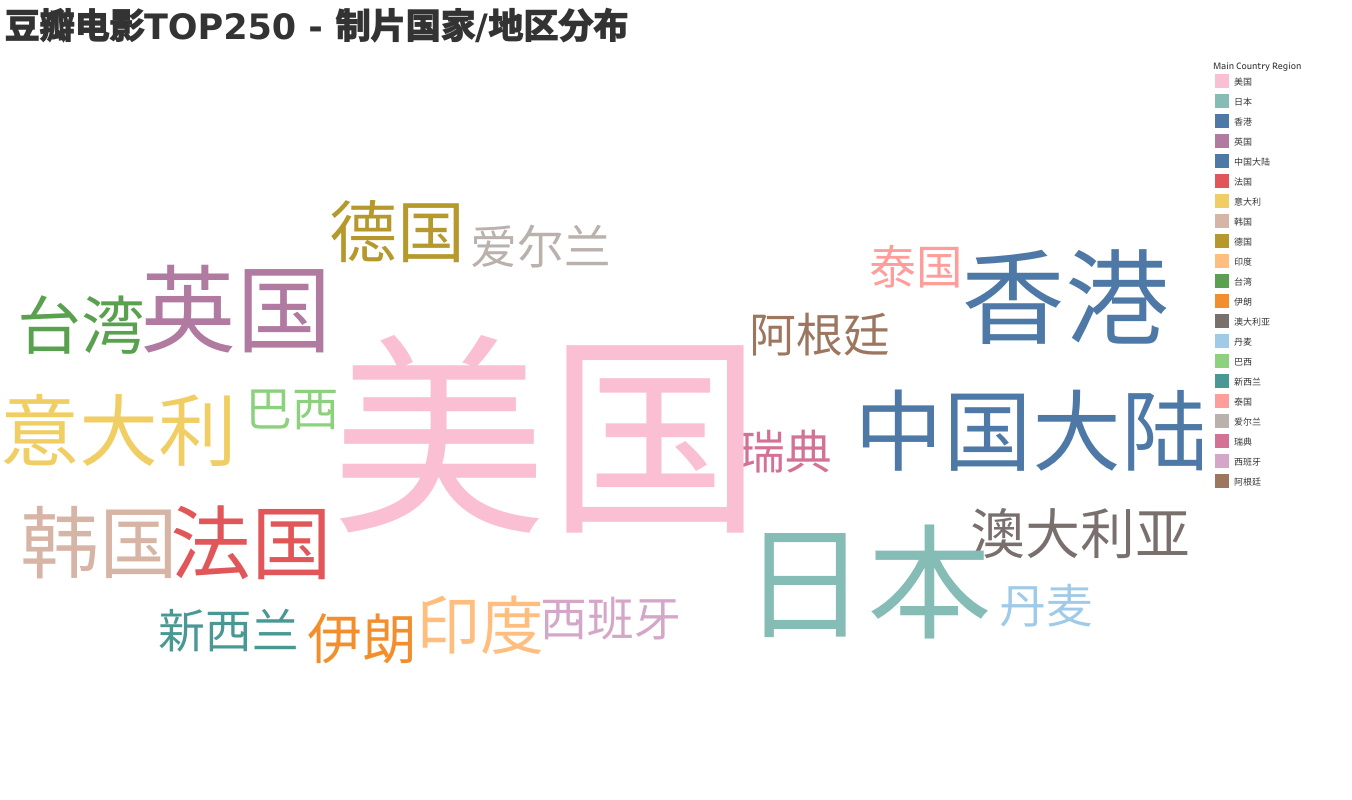 豆瓣电影TOP250 - 制片国家/地区分布
德国
爱尔兰
泰国
香港
台湾
英国
阿根廷
美国
意大利
巴西
瑞典
中国大陆
韩国
法国
日本
澳大利亚
新西兰
伊朗
印度
西班牙
丹麦
Main Country Region
美国
日本
香港
英国
中国大陆
法国
意大利
韩国
德国
印度
台湾
伊朗
澳大利亚
丹麦
巴西
新西兰
泰国
爱尔兰
瑞典
西班牙
阿根廷